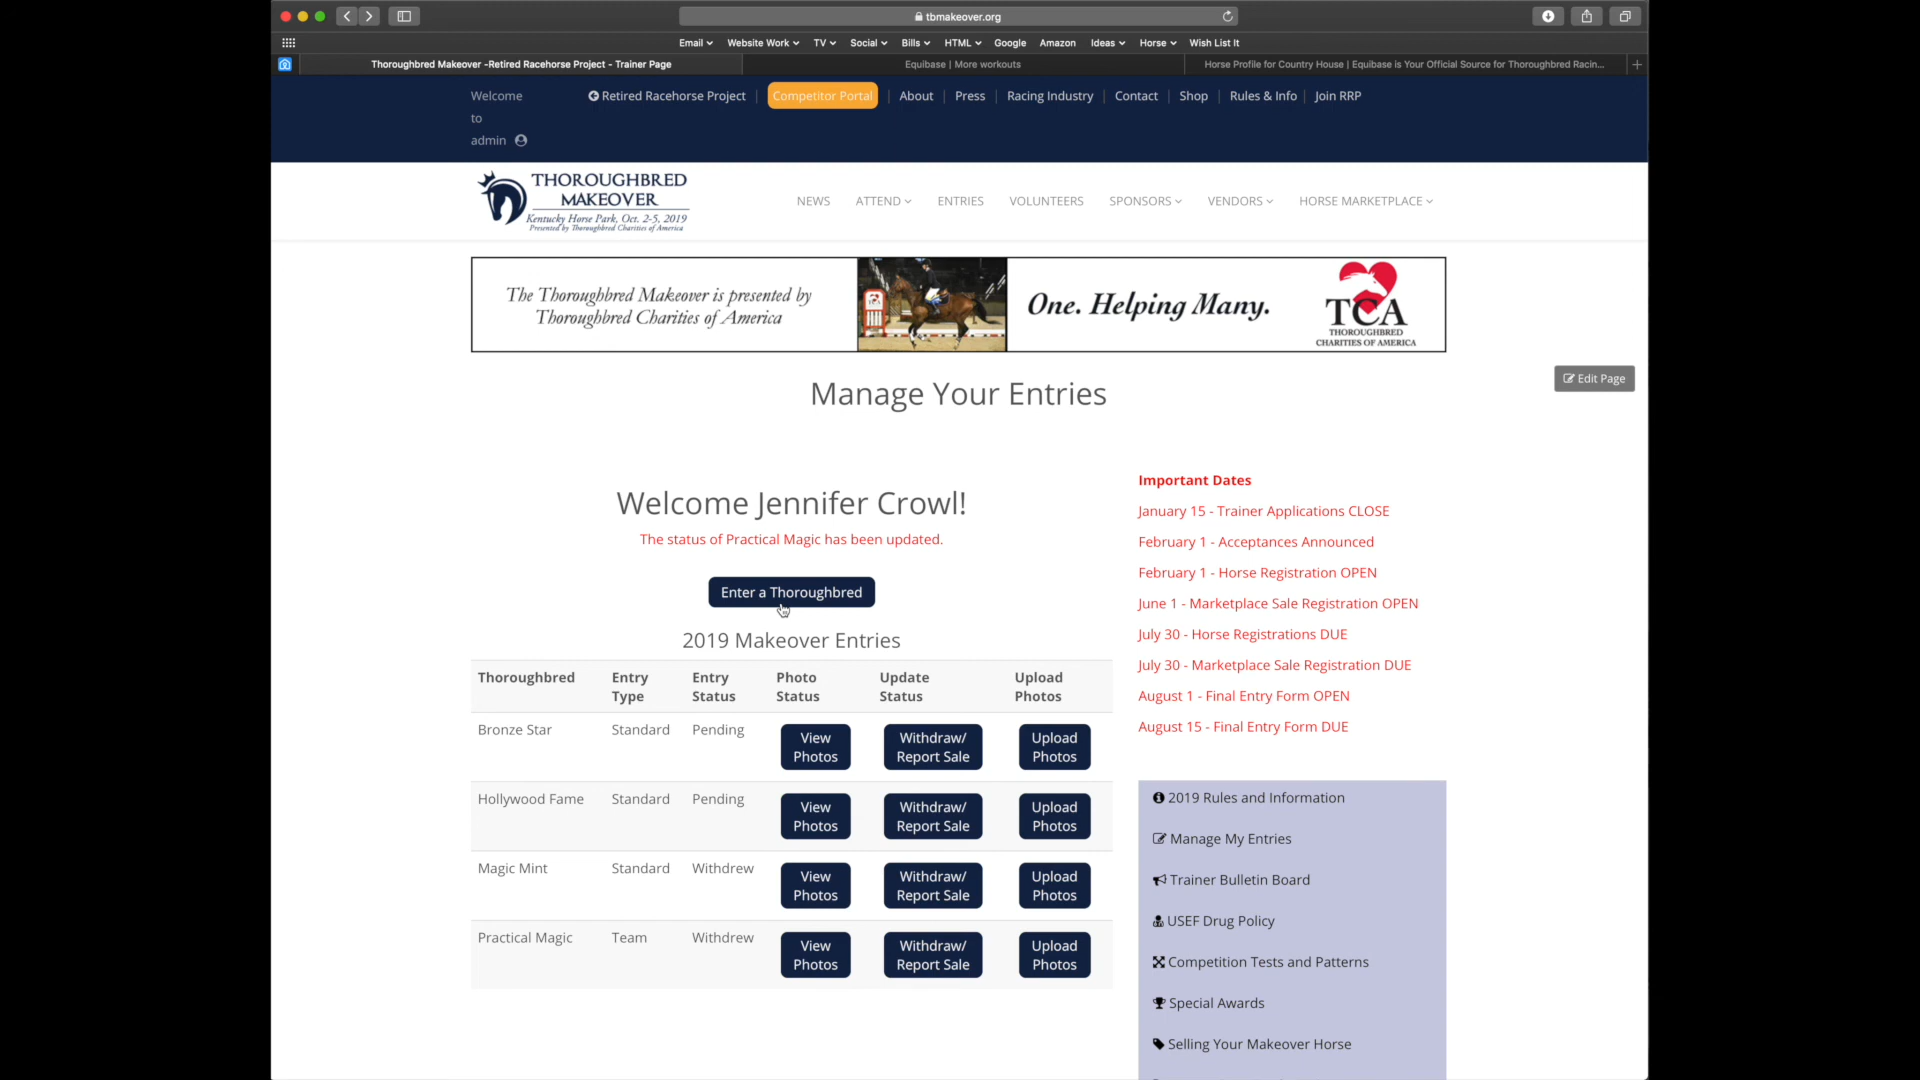 tbmakeover.org
Email Website Work TV Social Bills HTML Google Amazon Ideas Horse Wish List It
Thoroughbred Makeover -Retired Racehorse Project - Trainer Page Equibase | More workouts Horse Profile for Country House | Equibase is Your Official Source for Thoroughbred Racin...
Welcome to admin
Retired Racehorse Project | Competitor Portal | About | Press | Racing Industry | Contact | Shop | Rules & Info | Join RRP
THOROUGHBRED
MAKEOVER
Kentucky Horse Park, Oct. 2-5, 2019
Presented by Thoroughbred Charities of America
NEWS ATTEND ENTRIES VOLUNTEERS SPONSORS VENDORS HORSE MARKETPLACE
The Thoroughbred Makeover is presented by
Thoroughbred Charities of America
One. Helping Many.
TCA
THOROUGHBRED
CHARITIES OF AMERICA
Edit Page
Manage Your Entries
Welcome Jennifer Crowl!
The status of Practical Magic has been updated.
Enter a Thoroughbred
2019 Makeover Entries
Thoroughbred Entry Type Entry Status Photo Status Update Status Upload Photos
Bronze Star Standard Pending View Photos Withdraw/ Report Sale Upload Photos
Hollywood Fame Standard Pending View Photos Withdraw/ Report Sale Upload Photos
Magic Mint Standard Withdrew View Photos Withdraw/ Report Sale Upload Photos
Practical Magic Team Withdrew View Photos Withdraw/ Report Sale Upload Photos
Important Dates
January 15 - Trainer Applications CLOSE
February 1 - Acceptances Announced
February 1 - Horse Registration OPEN
June 1 - Marketplace Sale Registration OPEN
July 30 - Horse Registrations DUE
July 30 - Marketplace Sale Registration DUE
August 1 - Final Entry Form OPEN
August 15 - Final Entry Form DUE
2019 Rules and Information
Manage My Entries
Trainer Bulletin Board
USEF Drug Policy
Competition Tests and Patterns
Special Awards
Selling Your Makeover Horse